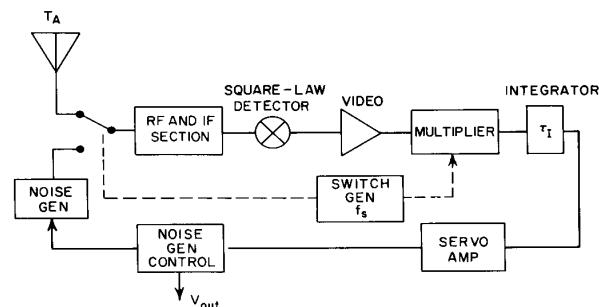 T_A
SQUARE-LAW
DETECTOR
VIDEO
INTEGRATOR
RF AND IF
SECTION
MULTIPLIER
τ_I
NOISE
GEN
SWITCH
GEN
f_s
NOISE
GEN
CONTROL
SERVO
AMP
V_out